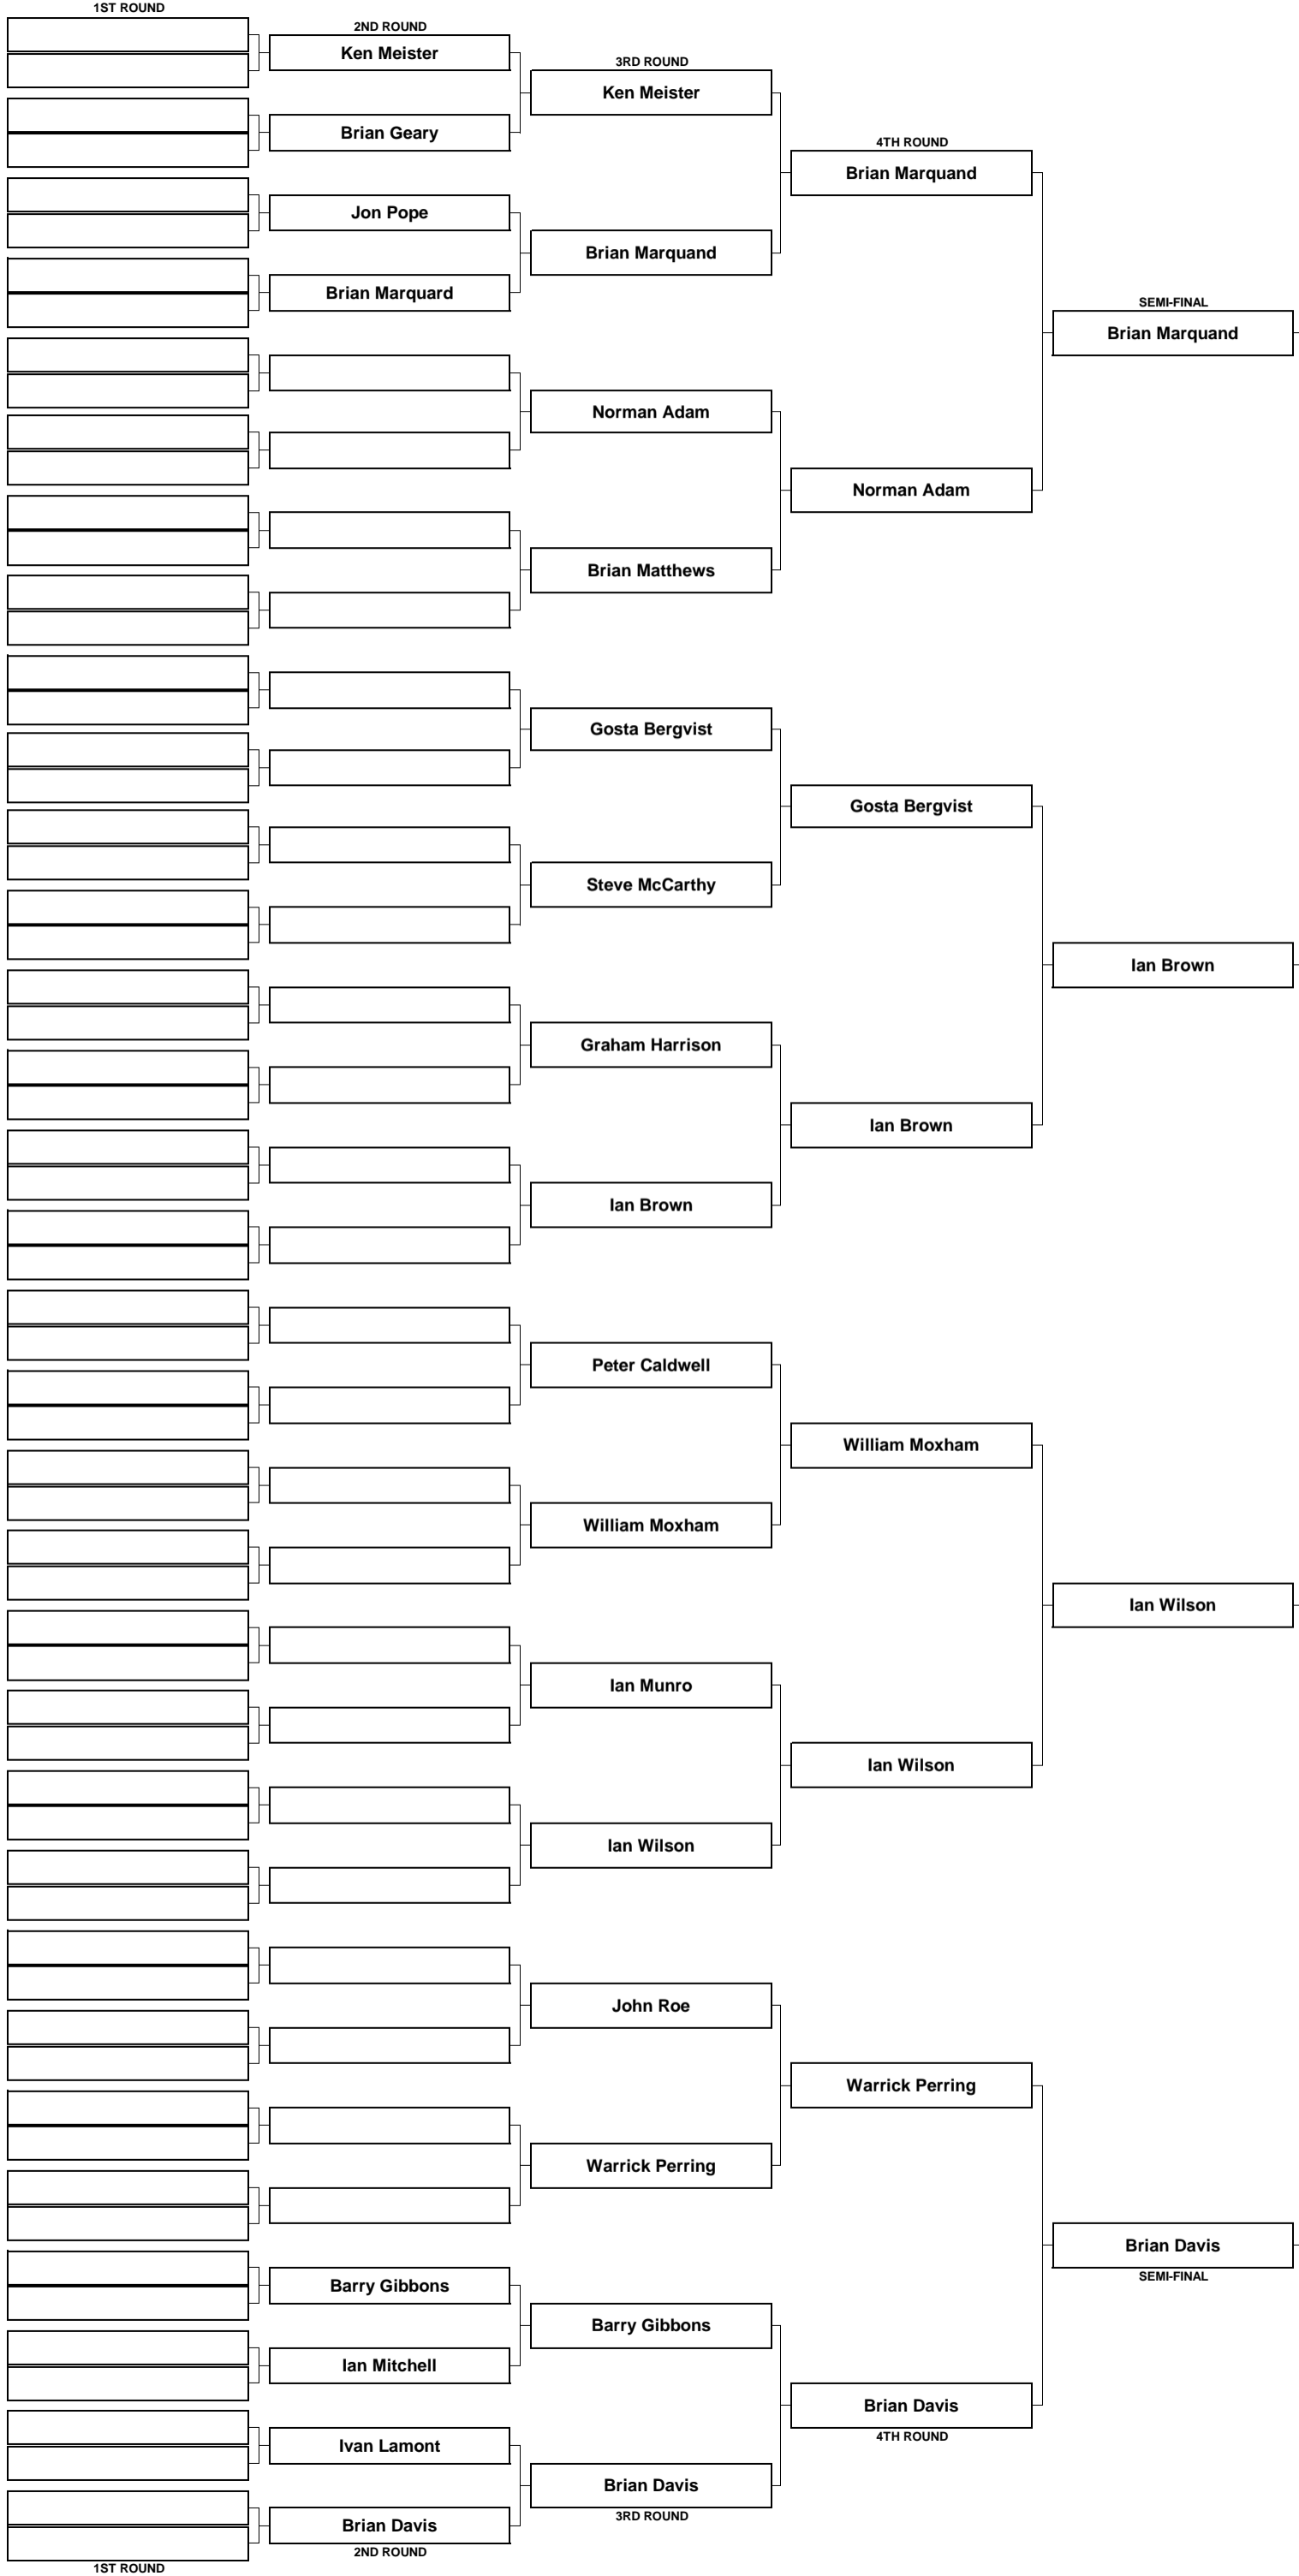 1ST ROUND
2ND ROUND
Ken Meister
3RD ROUND
Ken Meister
Brian Geary
4TH ROUND
Brian Marquand
Jon Pope
Brian Marquand
Brian Marquard
SEMI-FINAL
Brian Marquand
Norman Adam
Norman Adam
Brian Matthews
Gosta Bergvist
Gosta Bergvist
Steve McCarthy
Ian Brown
Graham Harrison
Ian Brown
Ian Brown
Peter Caldwell
William Moxham
William Moxham
Ian Wilson
Ian Munro
Ian Wilson
Ian Wilson
John Roe
Warrick Perring
Warrick Perring
Brian Davis
SEMI-FINAL
Barry Gibbons
Barry Gibbons
Ian Mitchell
Brian Davis
4TH ROUND
Ivan Lamont
Brian Davis
3RD ROUND
Brian Davis
2ND ROUND
1ST ROUND